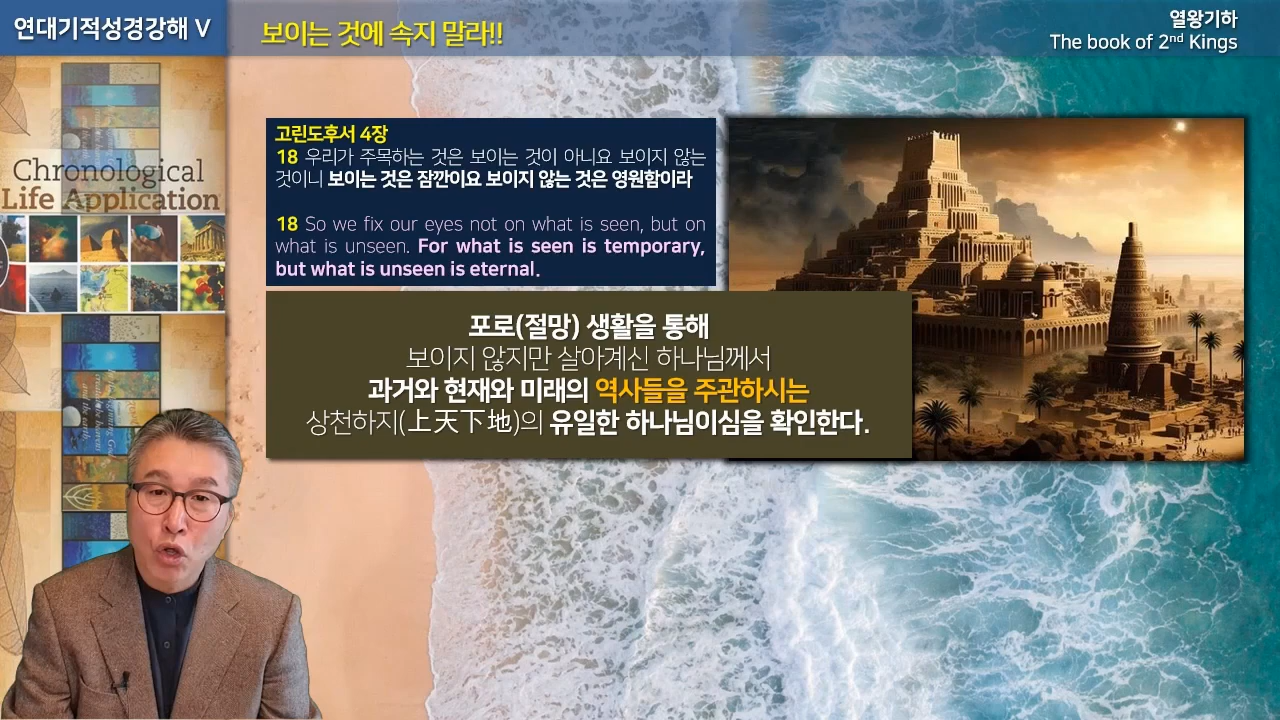 연대기적성경강해 V
보이는 것에 속지 말라!!
열왕기하
The book of 2nd Kings
Chronological
Life Application
고린도후서 4장
18 우리가 주목하는 것은 보이는 것이 아니요 보이지 않는
것이니 보이는 것은 잠깐이요 보이지 않는 것은 영원함이라
18 So we fix our eyes not on what is seen, but on
what is unseen. For what is seen is temporary,
but what is unseen is eternal.
포로(절망) 생활을 통해
보이지 않지만 살아계신 하나님께서
과거와 현재와 미래의 역사들을 주관하시는
상천하지(上天下地)의 유일한 하나님이심을 확인한다.